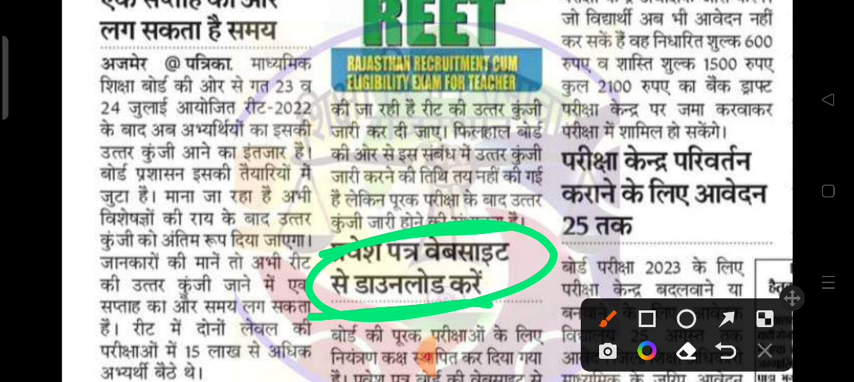 लग सकता है समय
अजमेर @ पत्रिका. माध्यमिक
शिक्षा बोर्ड की ओर से गत 23 व
24 जुलाई आयोजित रीट-2022
के बाद अब अभ्यर्थियों का इसकी
उत्तर कुंजी आने का इंतजार है।
बोर्ड प्रशासन इसकी तैयारियों में
जुटा है। माना जा रहा है अभी
विशेषज्ञों की राय के बाद उत्तर
कुंजी को अंतिम रूप दिया जाएगा।
जानकारों की मानें तो अभी रीट
की उत्तर कुंजी जाने में एक
सप्ताह का और समय लग सकता
है। रीट में दोनों लेवल की
परीक्षाओं में 15 लाख से अधिक
अभ्यर्थी बैठे थे।
REET
RAJASTHAN RECRUITMENT CUM
ELIGIBILITY EXAM FOR TEACHER
की जा रही है रीट की उत्तर कुंजी
जारी कर दी जाए। फिलहाल बोर्ड
की ओर से इस संबंध में उत्तर कुंजी
जारी करने की तिथि तय नहीं की गई
है लेकिन पूरक परीक्षा के बाद उत्तर
कुंजी जारी होने की संभावना है।
प्रवेश पत्र वेबसाइट
से डाउनलोड करें
बोर्ड की पूरक परीक्षाओं के लिए
नियंत्रण कक्ष स्थापित कर दिया गया
है। प्रवेश पत्र बोर्ड की वेबसाइट से
जो विद्यार्थी अब भी आवेदन नहीं
कर सकें हैं वह निर्धारित शुल्क 600
रुपए व शास्ति शुल्क 1500 रुपए
कुल 2100 रुपए का बैंक ड्राफ्ट
परीक्षा केन्द्र पर जमा करवाकर
परीक्षा में शामिल हो सकेंगे।
परीक्षा केन्द्र परिवर्तन
कराने के लिए आवेदन
25 तक
बोर्ड परीक्षा 2023 के लिए
परीक्षा केन्द्र बदलवाने या